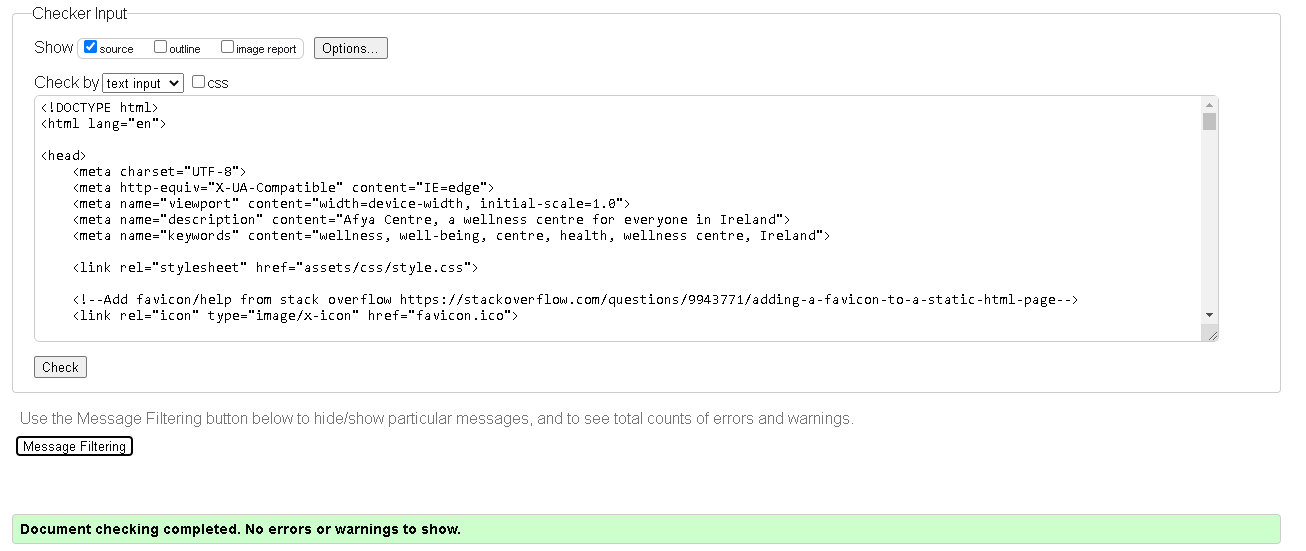 Checker Input
Show source outline image report Options...
Check by text input css
<!DOCTYPE html>
<html lang="en">
<head>
<meta charset="UTF-8">
<meta http-equiv="X-UA-Compatible" content="IE=edge">
<meta name="viewport" content="width=device-width, initial-scale=1.0">
<meta name="description" content="Afya Centre, a wellness centre for everyone in Ireland">
<meta name="keywords" content="wellness, well-being, centre, health, wellness centre, Ireland">
<link rel="stylesheet" href="assets/css/style.css">
<!--Add favicon/help from stack overflow https://stackoverflow.com/questions/9943771/adding-a-favicon-to-a-static-html-page-->
<link rel="icon" type="image/x-icon" href="favicon.ico">
Check
Use the Message Filtering button below to hide/show particular messages, and to see total counts of errors and warnings.
Message Filtering
Document checking completed. No errors or warnings to show.